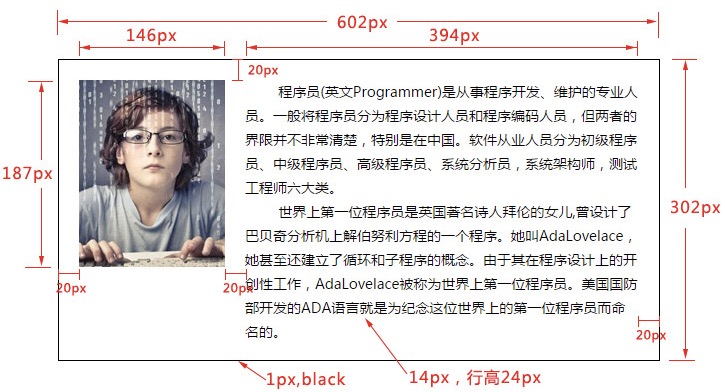 602px
146px
394px
20px
程序员(英文Programmer)是从事程序开发、维护的专业人
员。一般将程序员分为程序设计人员和程序编码人员，但两者的
界限并不非常清楚，特别是在中国。软件从业人员分为初级程序
员、中级程序员、高级程序员、系统分析员，系统架构师，测试
工程师六大类。
187px
302px
世界上第一位程序员是英国著名诗人拜伦的女儿,曾设计了
巴贝奇分析机上解伯努利方程的一个程序。她叫AdaLovelace，
她甚至还建立了循环和子程序的概念。由于其在程序设计上的开
创性工作，AdaLovelace被称为世界上第一位程序员。美国国防
部开发的ADA语言就是为纪念这位世界上的第一位程序员而命
名的。
20px
20px
20px
1px,black
14px，行高24px